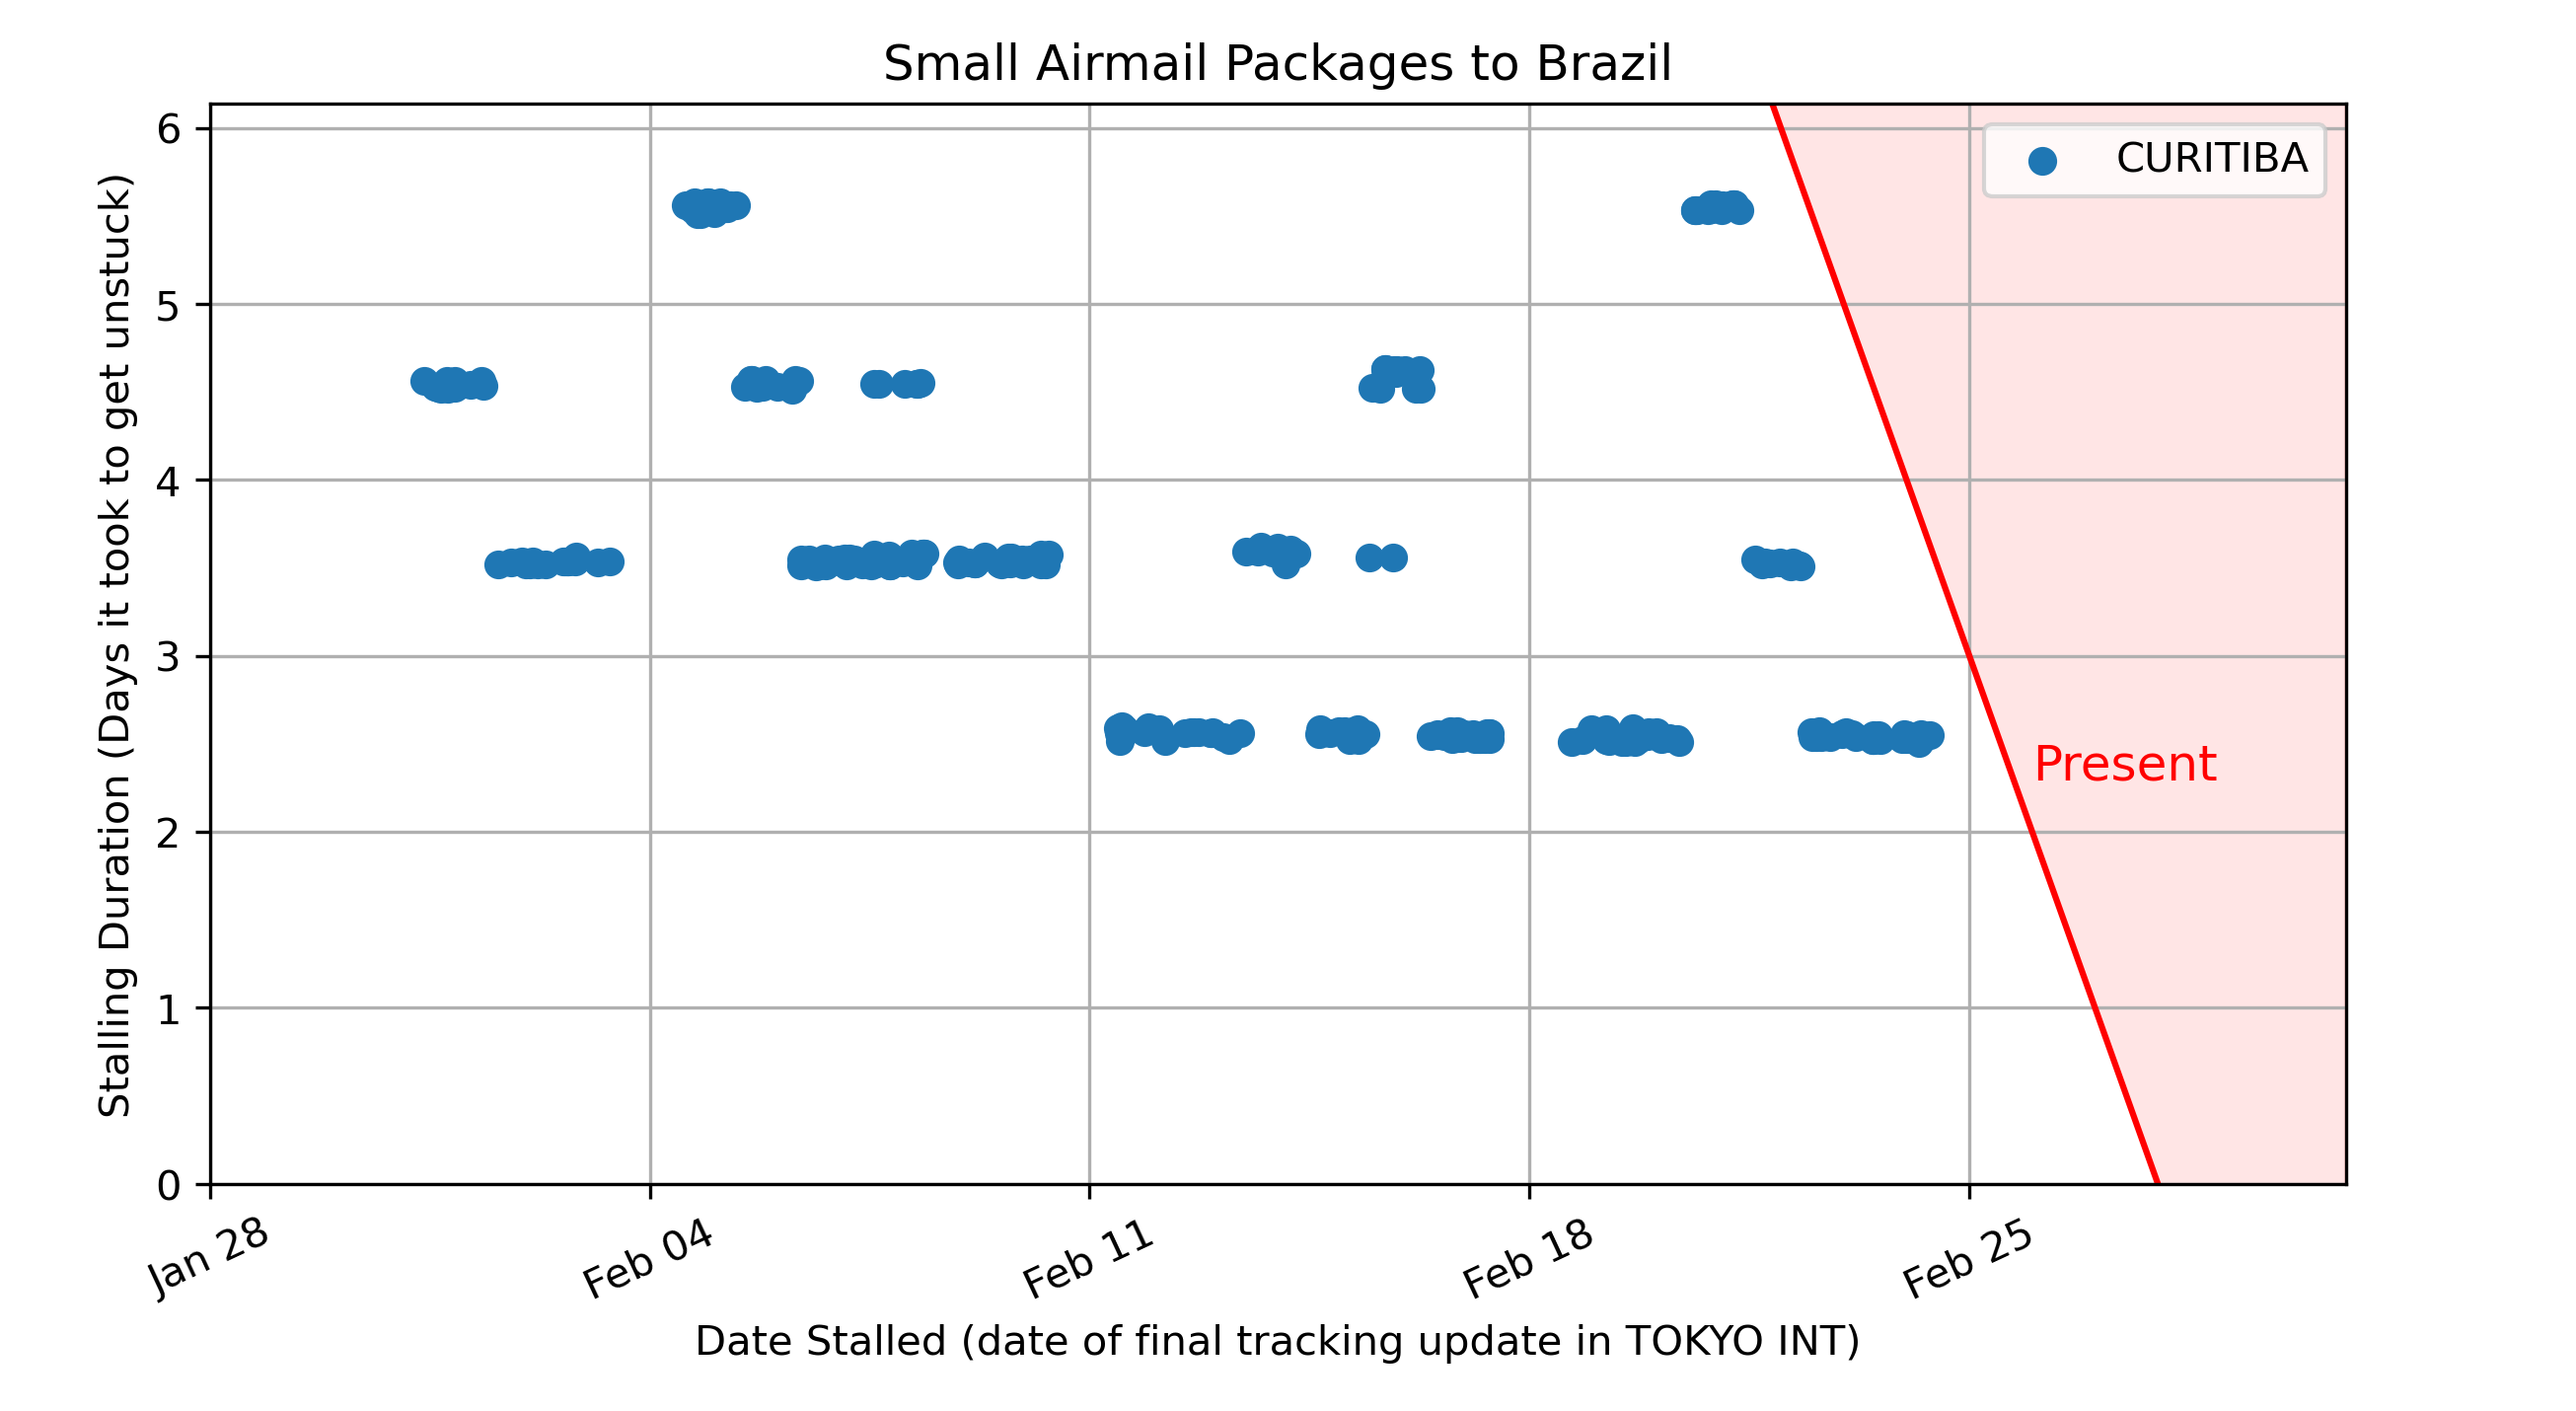 Small Airmail Packages to Brazil
Stalling Duration (Days it took to get unstuck)
6
5
4
3
2
1
0
CURITIBA
Present
Jan 28
Feb 04
Feb 11
Feb 18
Feb 25
Date Stalled (date of final tracking update in TOKYO INT)